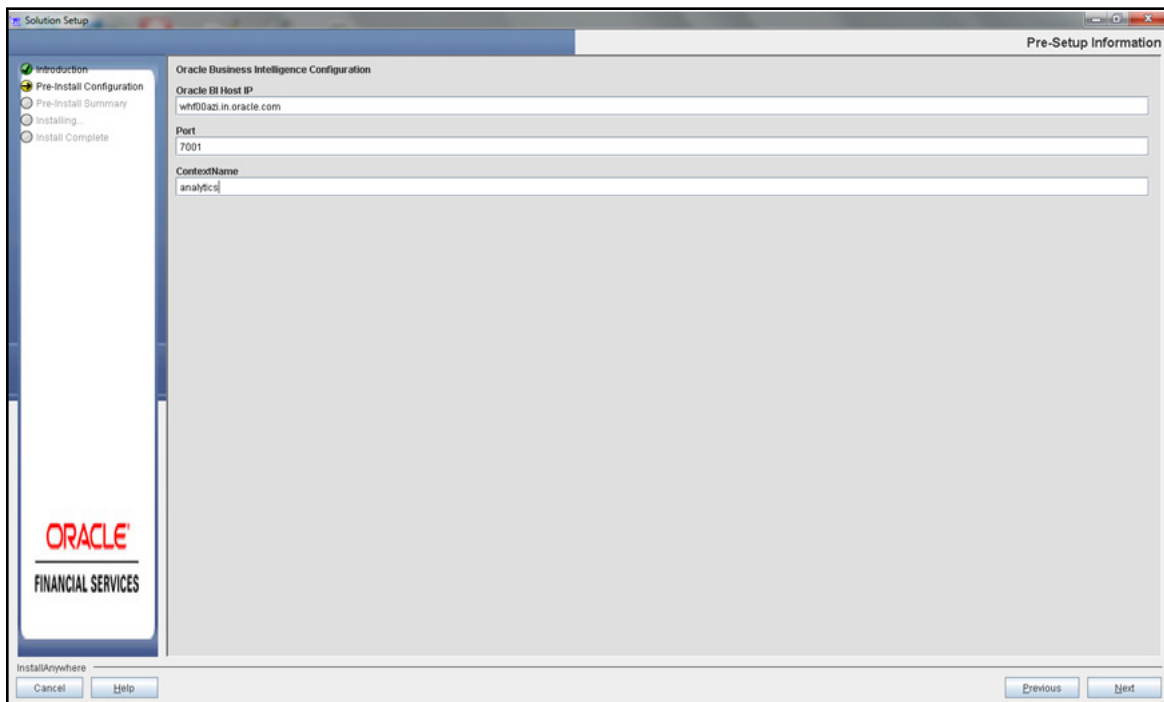 Solution Setup
Pre-Setup Information
Introduction
Pre-Install Configuration
Pre-Install Summary
Installing...
Install Complete
Oracle Business Intelligence Configuration
Oracle BI Host IP
whf00azi.in.oracle.com
Port
7001
ContextName
analytics
ORACLE
FINANCIAL SERVICES
InstallAnywhere
Cancel Help Previous Next